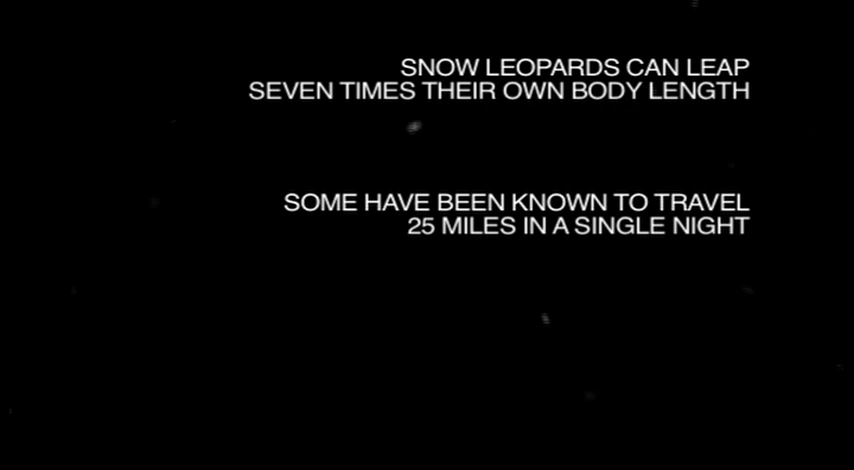 SNOW LEOPARDS CAN LEAP
SEVEN TIMES THEIR OWN BODY LENGTH
SOME HAVE BEEN KNOWN TO TRAVEL
25 MILES IN A SINGLE NIGHT